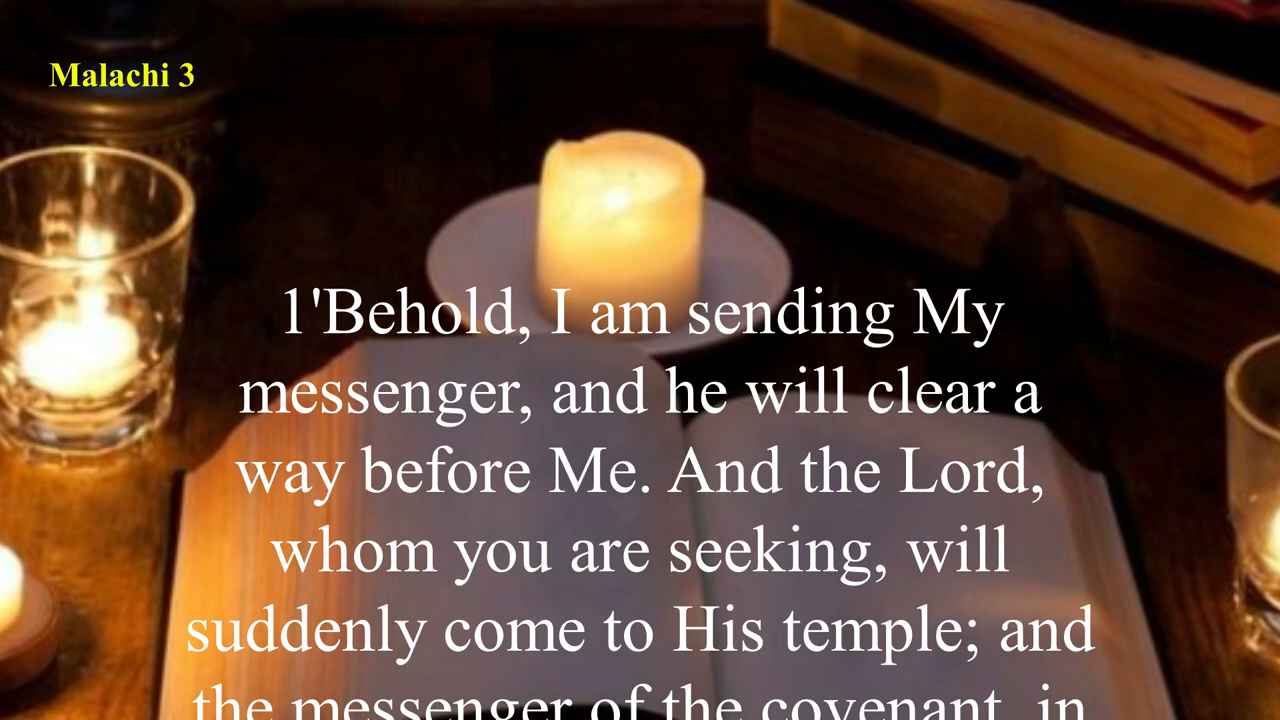 Malachi 3
1'Behold, I am sending My
messenger, and he will clear a
way before Me. And the Lord,
whom you are seeking, will
suddenly come to His temple; and
the messenger of the covenant, in